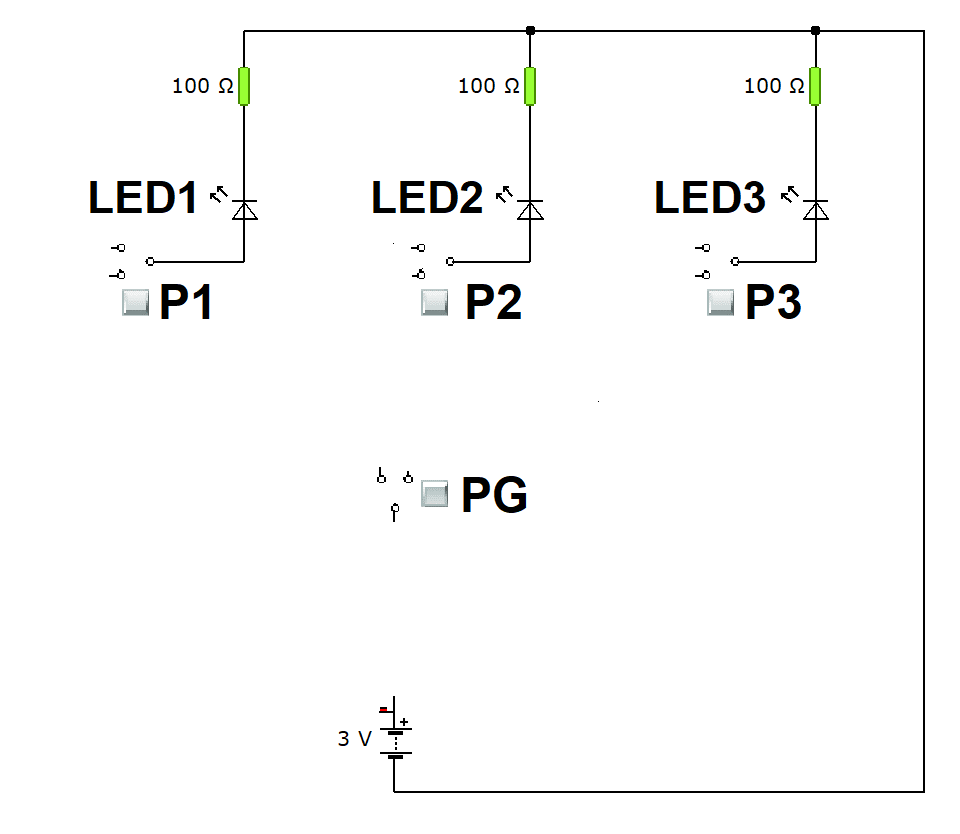 100 Ω 100 Ω 100 Ω
LED1 LED2 LED3
P1 P2 P3
PG
+
3 V